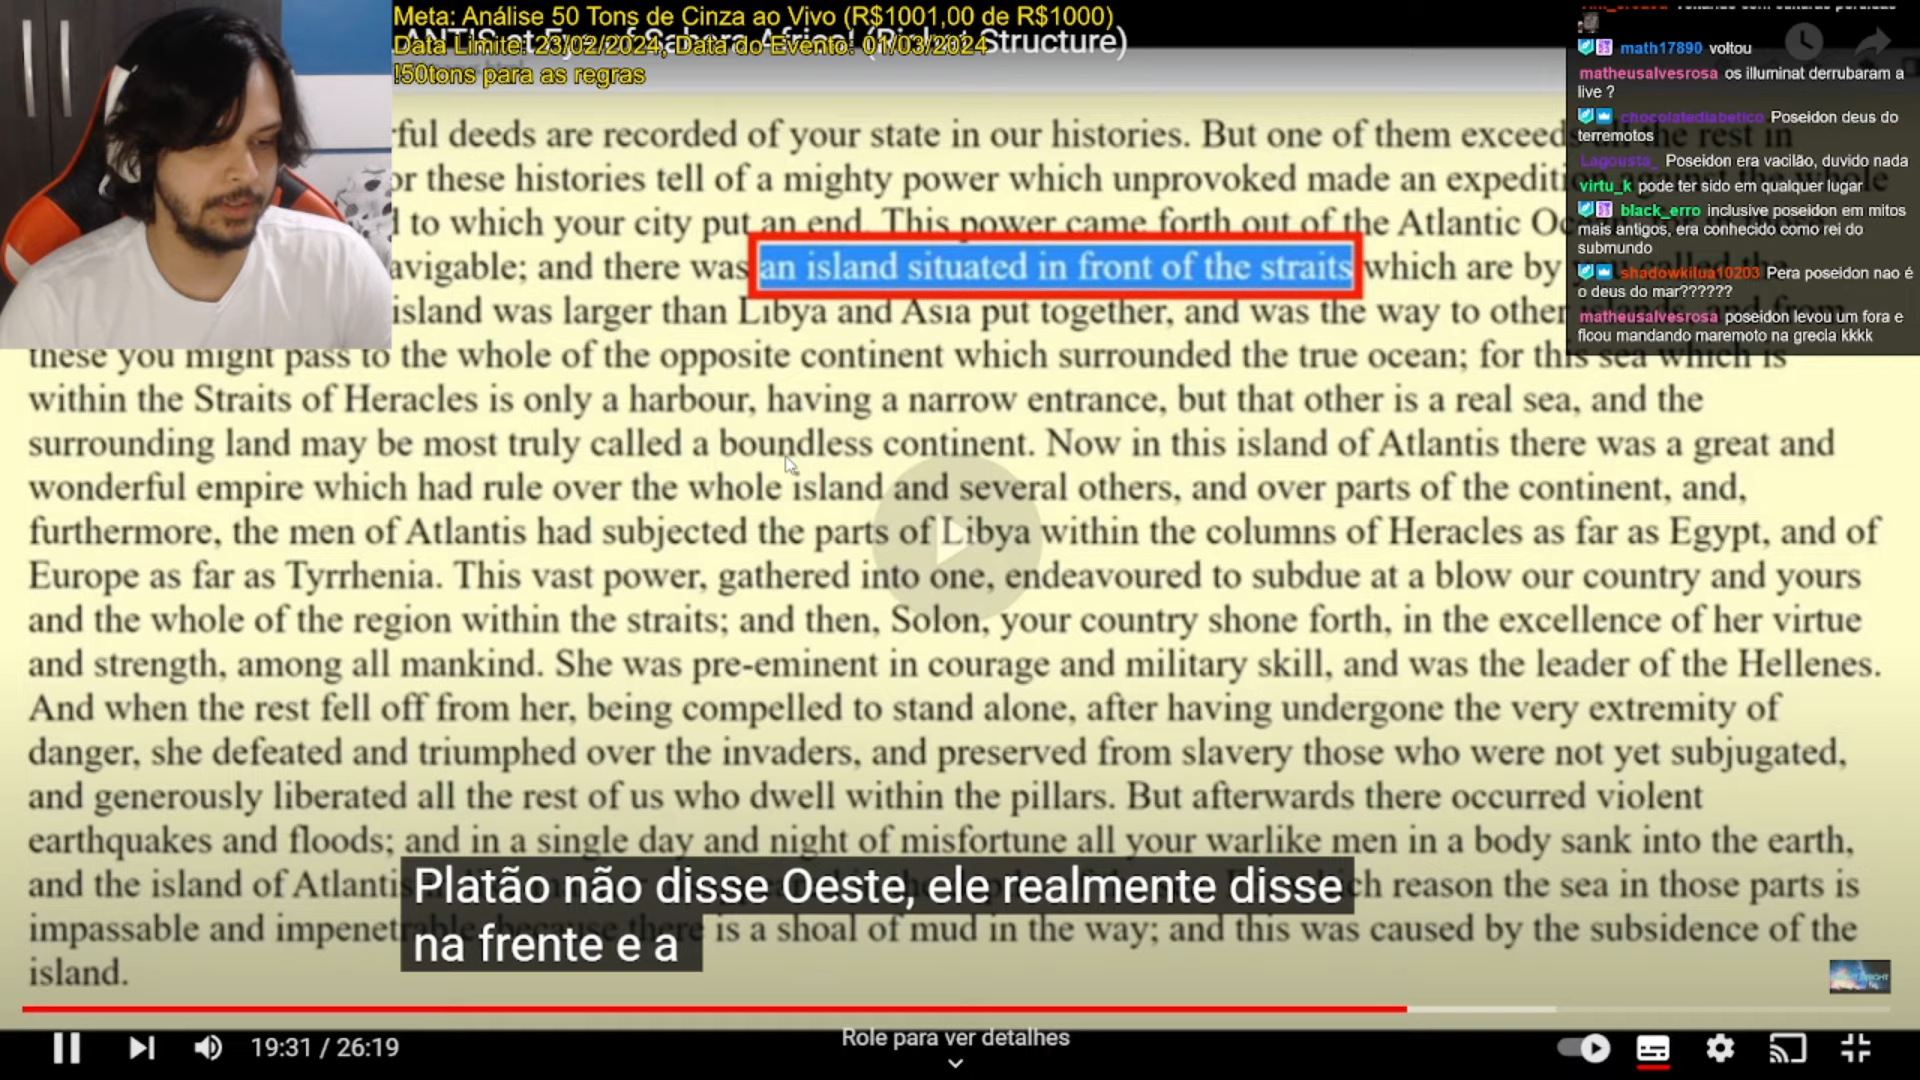 Meta: Análise 50 Tons de Cinza ao Vivo (R$1001,00 de R$1000)
Data Limite: 23/02/2024, Data do Evento: 01/03/2024
!50tons para as regras
Structure)
math17890 voltou
matheusalvesrosa os illuminat derrubaram a
live ?
chocolatediabetico Poseidon deus do
terremotos
Lagousta_ Poseidon era vacilão, duvido nada
virtu_k pode ter sido em qualquer lugar
black_erro inclusive poseidon em mitos
mais antigos, era conhecido como rei do
submundo
shadowkilua10203 Pera poseidon nao é
o deus do mar??????
matheusalvesrosa poseidon levou um fora e
ficou mandando maremoto na grecia kkkk
deeds are recorded of your state in our histories. But one of them exceeds rest in
or these histories tell of a mighty power which unprovoked made an expedition against the whole
to which your city put an end. This power came forth out of the Atlantic
and there was an island situated in front of the straits which are by
island was larger than Libya and Asia put together, and was the way to other
these you might pass to the whole of the opposite continent which surrounded the true ocean; for this sea which is
within the Straits of Heracles is only a harbour, having a narrow entrance, but that other is a real sea, and the
surrounding land may be most truly called a boundless continent. Now in this island of Atlantis there was a great and
wonderful empire which had rule over the whole island and several others, and over parts of the continent, and,
furthermore, the men of Atlantis had subjected the parts of Libya within the columns of Heracles as far as Egypt, and of
Europe as far as Tyrrhenia. This vast power, gathered into one, endeavoured to subdue at a blow our country and yours
and the whole of the region within the straits; and then, Solon, your country shone forth, in the excellence of her virtue
and strength, among all mankind. She was pre-eminent in courage and military skill, and was the leader of the Hellenes.
And when the rest fell off from her, being compelled to stand alone, after having undergone the very extremity of
danger, she defeated and triumphed over the invaders, and preserved from slavery those who were not yet subjugated,
and generously liberated all the rest of us who dwell within the pillars. But afterwards there occurred violent
earthquakes and floods; and in a single day and night of misfortune all your warlike men in a body sank into the earth,
and the island of Atlantis reason the sea in those parts is
impassable and is a shoal of mud in the way; and this was caused by the subsidence of the
island.
Platão não disse Oeste, ele realmente disse
na frente e a
19:31 / 26:19
Role para ver detalhes